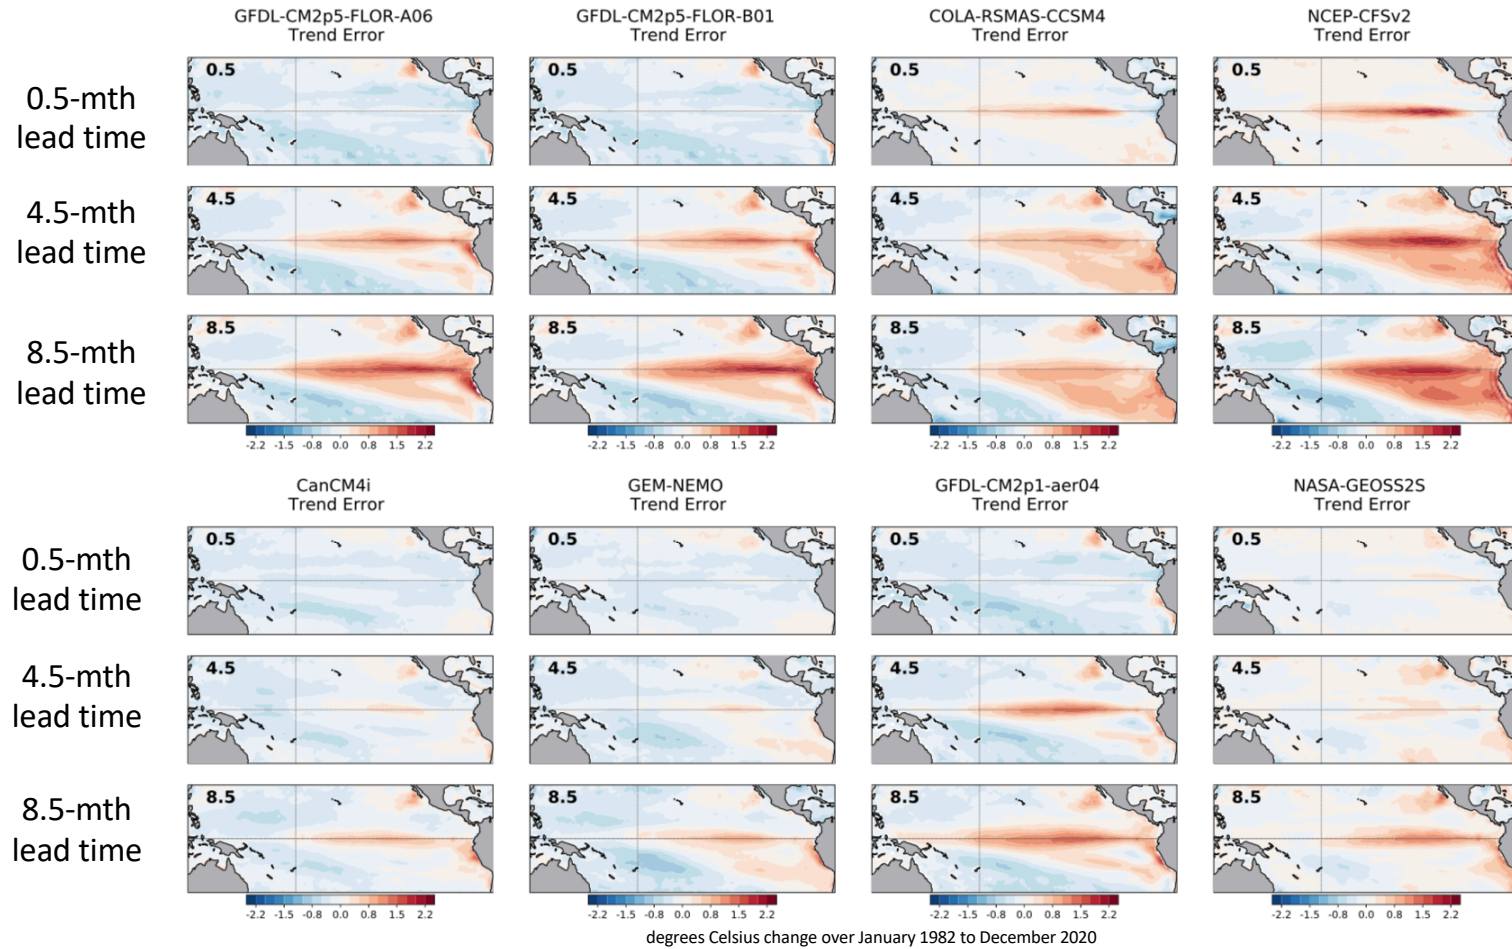 GFDL-CM2p5-FLOR-A06
Trend Error
GFDL-CM2p5-FLOR-B01
Trend Error
COLA-RSMAS-CCSM4
Trend Error
NCEP-CFSv2
Trend Error
0.5-mth
lead time
0.5
0.5
0.5
0.5
4.5-mth
lead time
4.5
4.5
4.5
4.5
8.5-mth
lead time
8.5
8.5
8.5
8.5
-2.2 -1.5 -0.8 0.0 0.8 1.5 2.2
-2.2 -1.5 -0.8 0.0 0.8 1.5 2.2
-2.2 -1.5 -0.8 0.0 0.8 1.5 2.2
-2.2 -1.5 -0.8 0.0 0.8 1.5 2.2
CanCM4i
Trend Error
GEM-NEMO
Trend Error
GFDL-CM2p1-aer04
Trend Error
NASA-GEOSS2S
Trend Error
0.5-mth
lead time
0.5
0.5
0.5
0.5
4.5-mth
lead time
4.5
4.5
4.5
4.5
8.5-mth
lead time
8.5
8.5
8.5
8.5
-2.2 -1.5 -0.8 0.0 0.8 1.5 2.2
-2.2 -1.5 -0.8 0.0 0.8 1.5 2.2
-2.2 -1.5 -0.8 0.0 0.8 1.5 2.2
-2.2 -1.5 -0.8 0.0 0.8 1.5 2.2
degrees Celsius change over January 1982 to December 2020